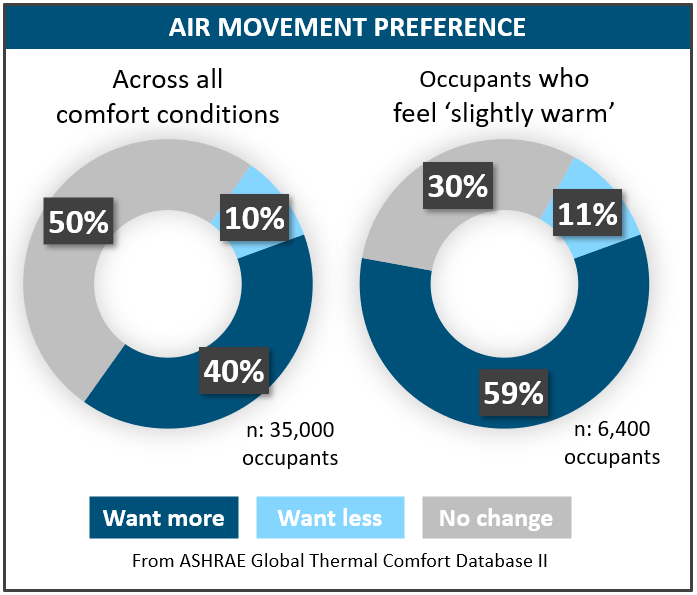 AIR MOVEMENT PREFERENCE
Across all
comfort conditions
50%
10%
40%
n: 35,000
occupants
Occupants who
feel ‘slightly warm’
30%
11%
59%
n: 6,400
occupants
Want more
Want less
No change
From ASHRAE Global Thermal Comfort Database II